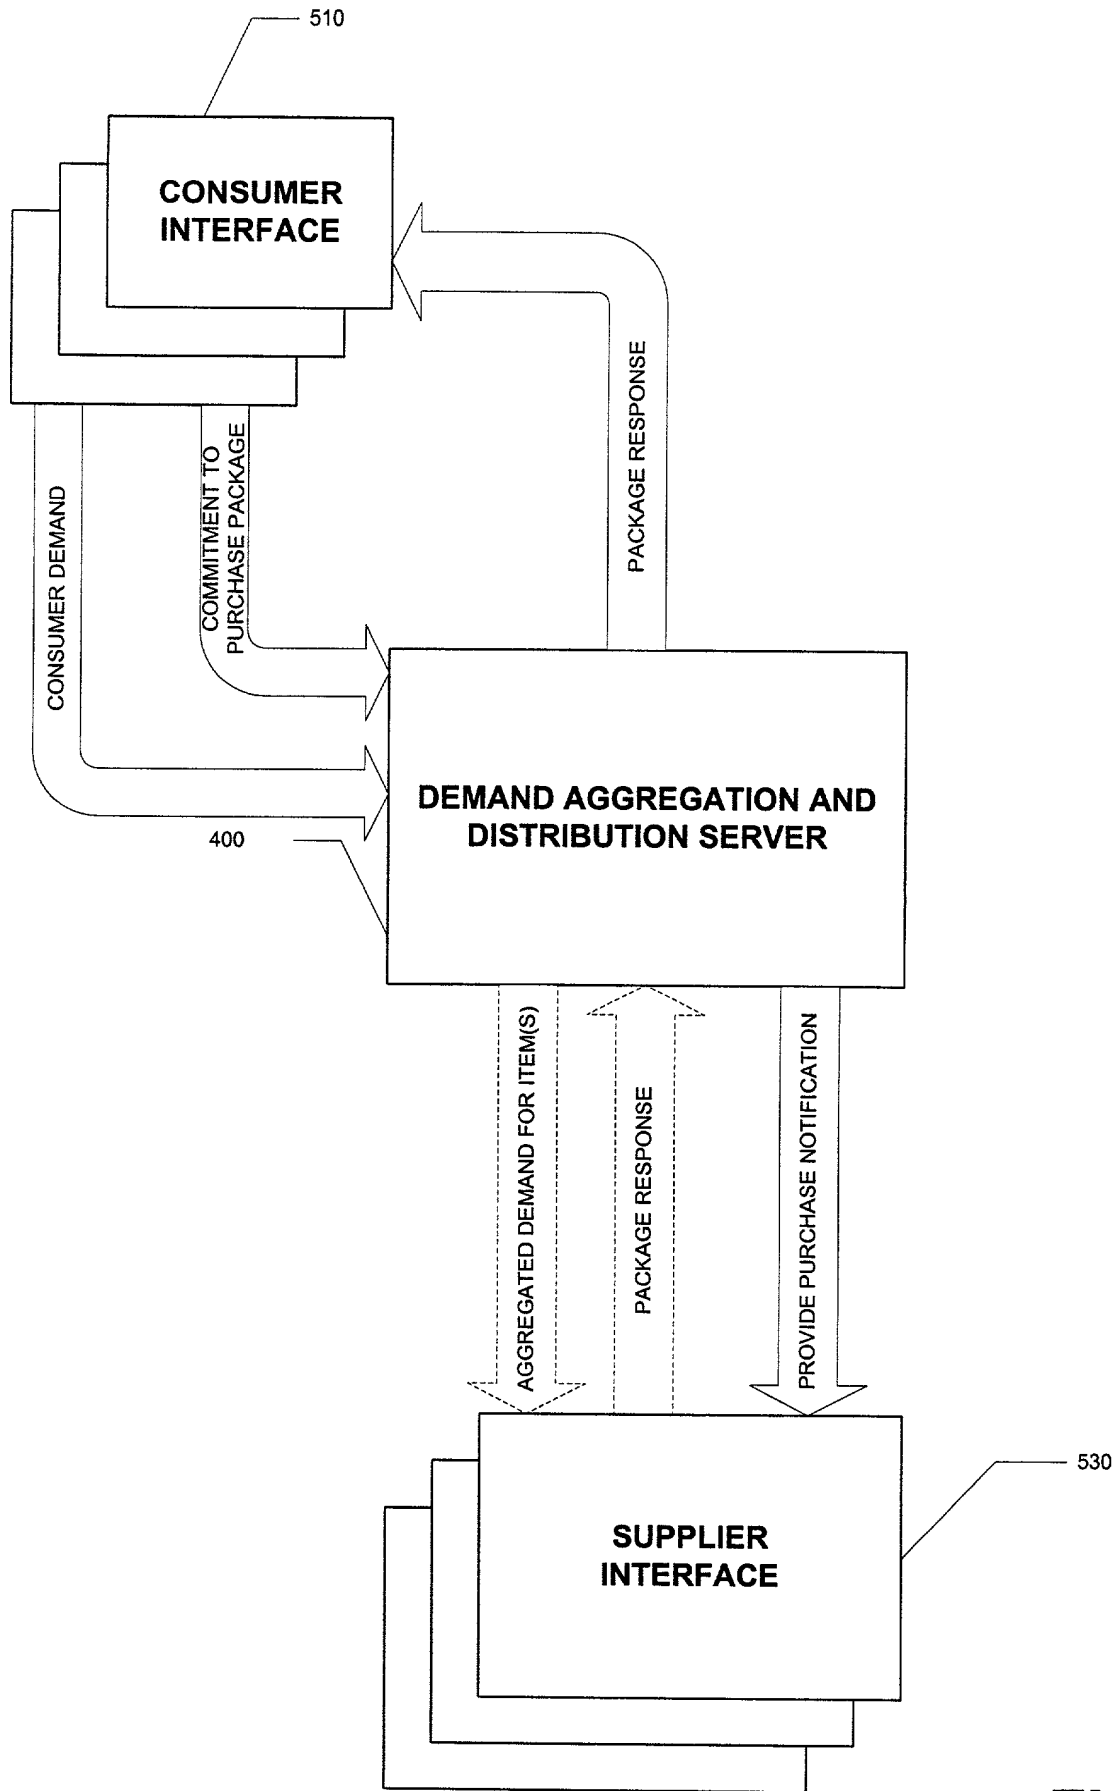 510
CONSUMER
INTERFACE
PACKAGE RESPONSE
COMMITMENT TO
PURCHASE PACKAGE
CONSUMER DEMAND
DEMAND AGGREGATION AND
DISTRIBUTION SERVER
400
AGGREGATED DEMAND FOR ITEM(S)
PACKAGE RESPONSE
PROVIDE PURCHASE NOTIFICATION
530
SUPPLIER
INTERFACE